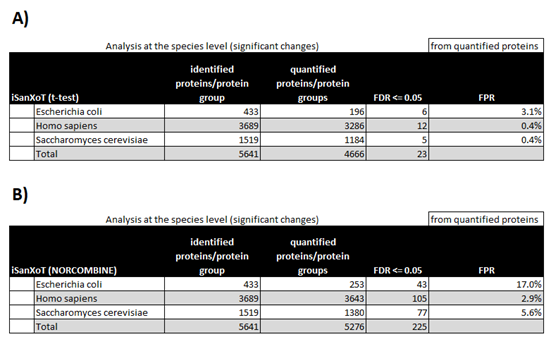 A)
Analysis at the species level (significant changes) from quantified proteins
iSanXoT (t-test) identified proteins/protein group quantified proteins/protein groups FDR <= 0.05 FPR
Escherichia coli 433 196 6 3.1%
Homo sapiens 3689 3286 12 0.4%
Saccharomyces cerevisiae 1519 1184 5 0.4%
Total 5641 4666 23
B)
Analysis at the species level (significant changes) from quantified proteins
iSanXoT (NORCOMBINE) identified proteins/protein group quantified proteins/protein groups FDR <= 0.05 FPR
Escherichia coli 433 253 43 17.0%
Homo sapiens 3689 3643 105 2.9%
Saccharomyces cerevisiae 1519 1380 77 5.6%
Total 5641 5276 225